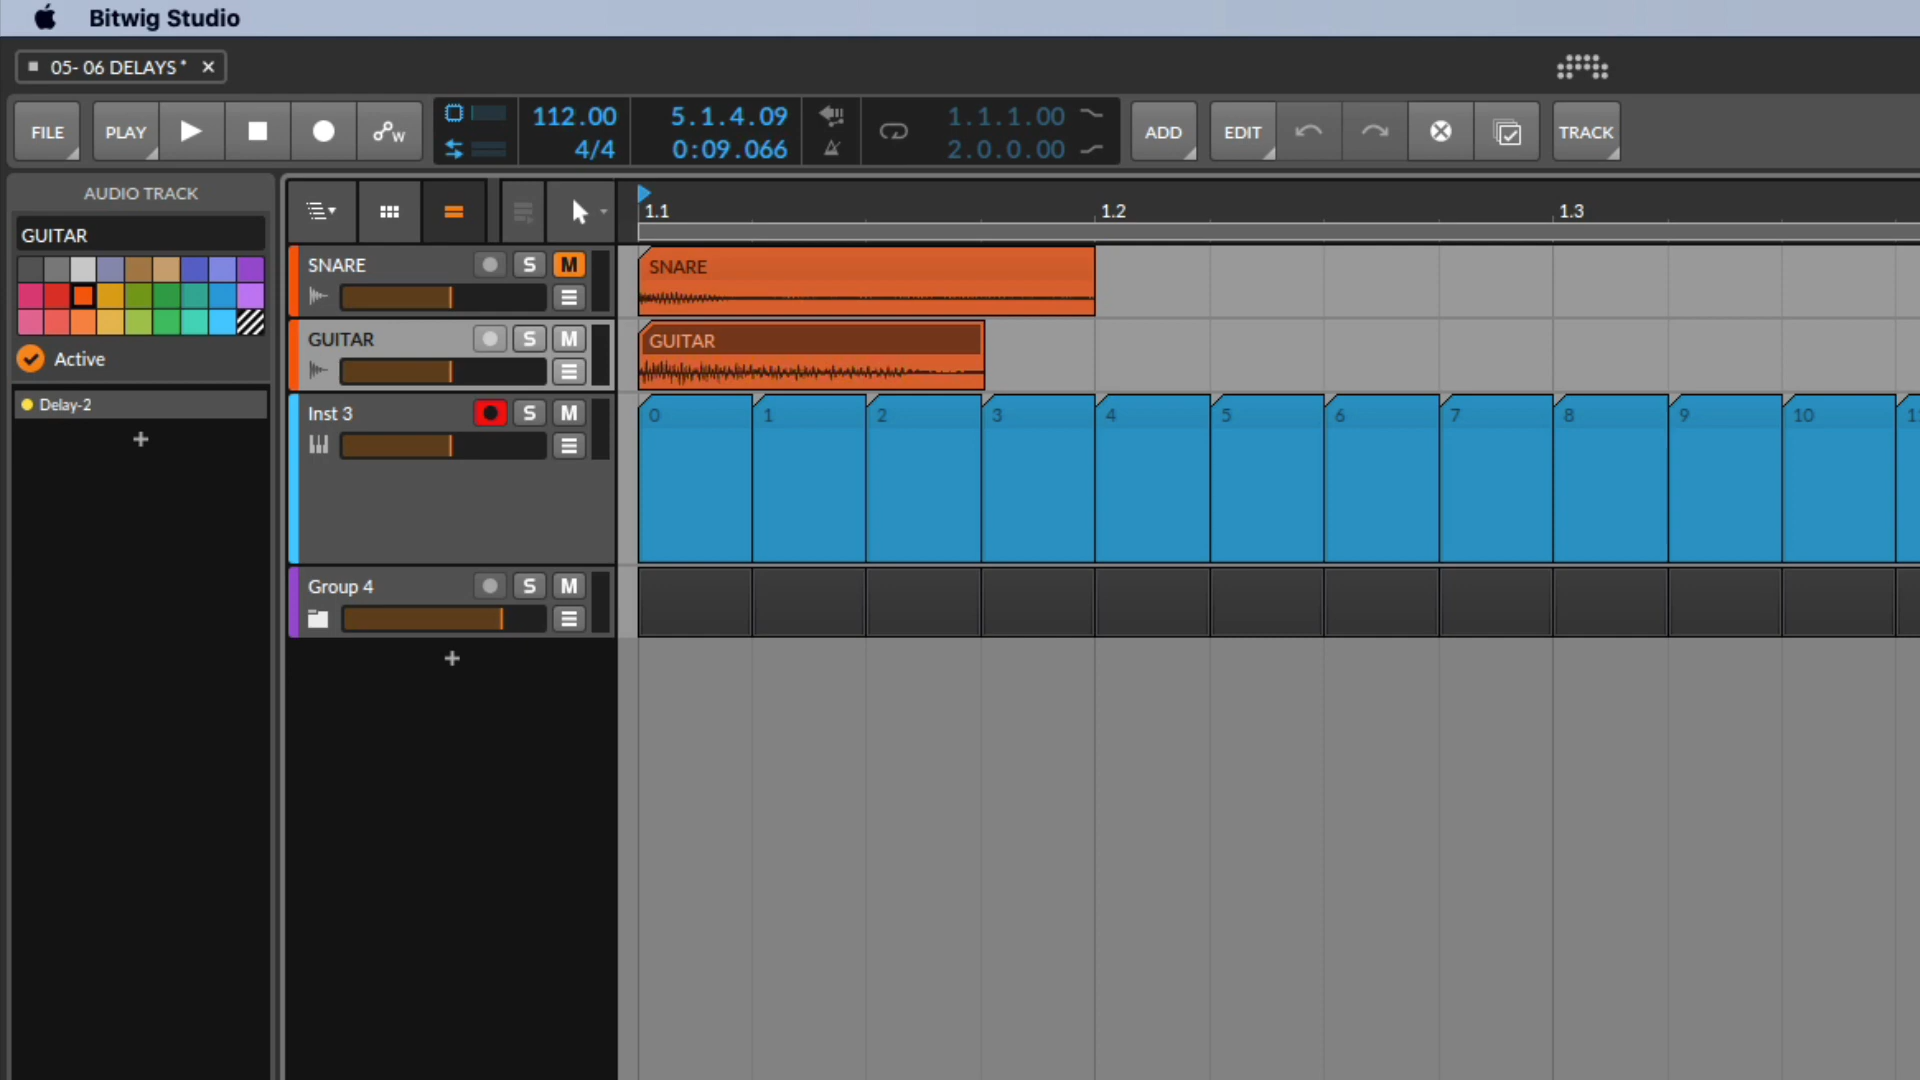 Bitwig Studio
05- 06 DELAYS* ×
FILE PLAY W 112.00 5.1.4.09 1.1.1.00 ADD EDIT TRACK
4/4 0:09.066 2.0.0.00
AUDIO TRACK
GUITAR
Active
Delay-2
+
1.1 1.2 1.3
SNARE S M
SNARE
GUITAR S M
GUITAR
Inst 3 S M
0 1 2 3 4 5 6 7 8 9 10
Group 4 S M
+